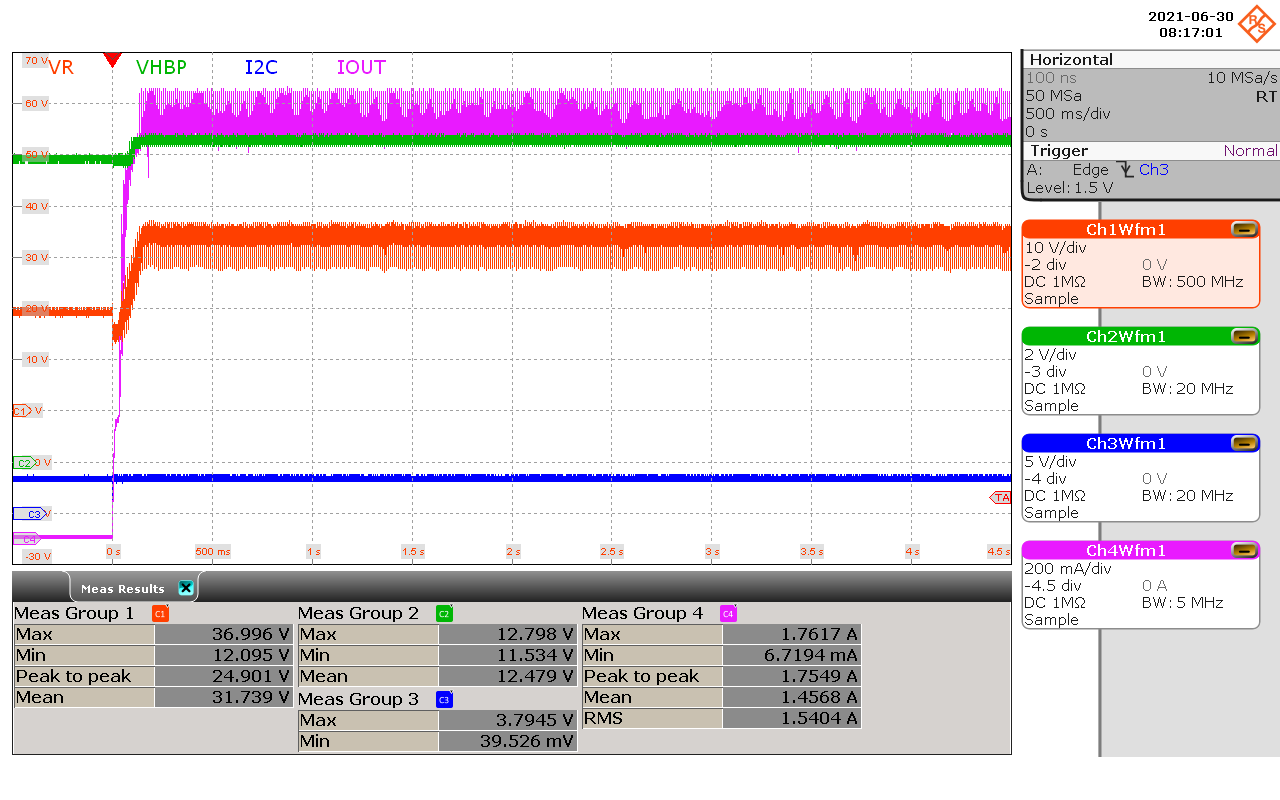 2021-06-30
08:17:01
R&S
Horizontal
100 ns 10 MSa/s
50 MSa RT
500 ms/div
0 s
Trigger Normal
A: Edge Ch3
Level: 1.5 V
70 V VR VHBP I2C IOUT
60 V
50 V
40 V
30 V
20 V
10 V
C1 V
C2 0 V
C3 V
TA
C4
-30 V 0 s 500 ms 1 s 1.5 s 2 s 2.5 s 3 s 3.5 s 4 s 4.5 s
Ch1Wfm1
10 V/div
-2 div 0 V
DC 1MΩ BW: 500 MHz
Sample
Ch2Wfm1
2 V/div
-3 div 0 V
DC 1MΩ BW: 20 MHz
Sample
Ch3Wfm1
5 V/div
-4 div 0 V
DC 1MΩ BW: 20 MHz
Sample
Ch4Wfm1
200 mA/div
-4.5 div 0 A
DC 1MΩ BW: 5 MHz
Sample
Meas Results
Meas Group 1 C1
Max 36.996 V
Min 12.095 V
Peak to peak 24.901 V
Mean 31.739 V
Meas Group 2 C2
Max 12.798 V
Min 11.534 V
Mean 12.479 V
Meas Group 3 C3
Max 3.7945 V
Min 39.526 mV
Meas Group 4 C4
Max 1.7617 A
Min 6.7194 mA
Peak to peak 1.7549 A
Mean 1.4568 A
RMS 1.5404 A